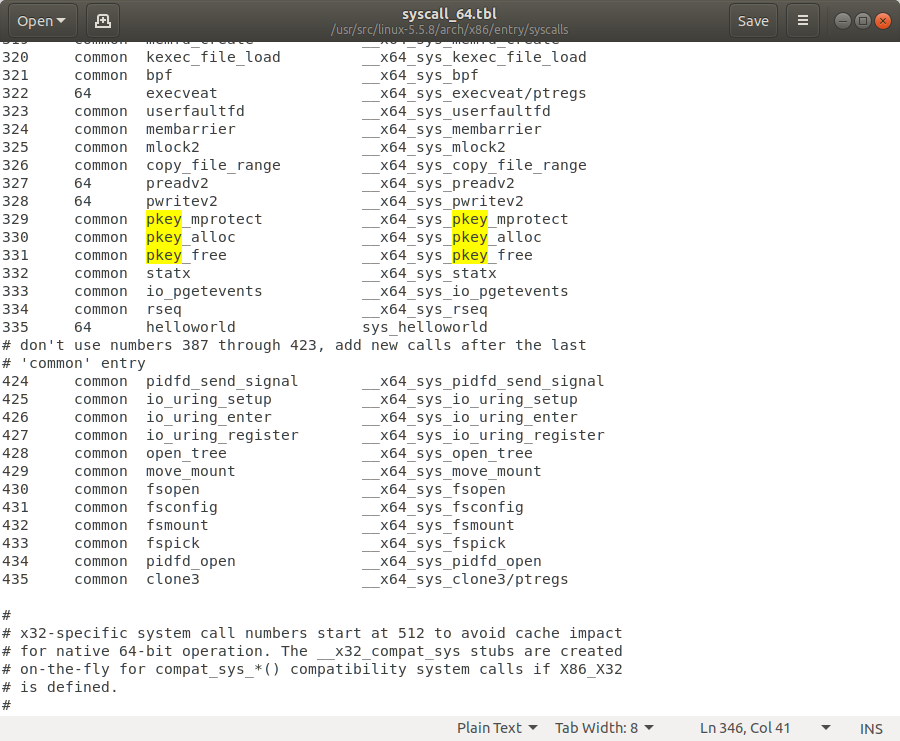 Open
syscall_64.tbl
/usr/src/linux-5.5.8/arch/x86/entry/syscalls
Save
319 common memfd_create __x64_sys_memfd_create
320 common kexec_file_load __x64_sys_kexec_file_load
321 common bpf __x64_sys_bpf
322 64 execveat __x64_sys_execveat/ptregs
323 common userfaultfd __x64_sys_userfaultfd
324 common membarrier __x64_sys_membarrier
325 common mlock2 __x64_sys_mlock2
326 common copy_file_range __x64_sys_copy_file_range
327 64 preadv2 __x64_sys_preadv2
328 64 pwritev2 __x64_sys_pwritev2
329 common pkey_mprotect __x64_sys_pkey_mprotect
330 common pkey_alloc __x64_sys_pkey_alloc
331 common pkey_free __x64_sys_pkey_free
332 common statx __x64_sys_statx
333 common io_pgetevents __x64_sys_io_pgetevents
334 common rseq __x64_sys_rseq
335 64 helloworld sys_helloworld
# don't use numbers 387 through 423, add new calls after the last
# 'common' entry
424 common pidfd_send_signal __x64_sys_pidfd_send_signal
425 common io_uring_setup __x64_sys_io_uring_setup
426 common io_uring_enter __x64_sys_io_uring_enter
427 common io_uring_register __x64_sys_io_uring_register
428 common open_tree __x64_sys_open_tree
429 common move_mount __x64_sys_move_mount
430 common fsopen __x64_sys_fsopen
431 common fsconfig __x64_sys_fsconfig
432 common fsmount __x64_sys_fsmount
433 common fspick __x64_sys_fspick
434 common pidfd_open __x64_sys_pidfd_open
435 common clone3 __x64_sys_clone3/ptregs
#
# x32-specific system call numbers start at 512 to avoid cache impact
# for native 64-bit operation. The __x32_compat_sys stubs are created
# on-the-fly for compat_sys_*() compatibility system calls if X86_X32
# is defined.
#
Plain Text Tab Width: 8 Ln 346, Col 41 INS